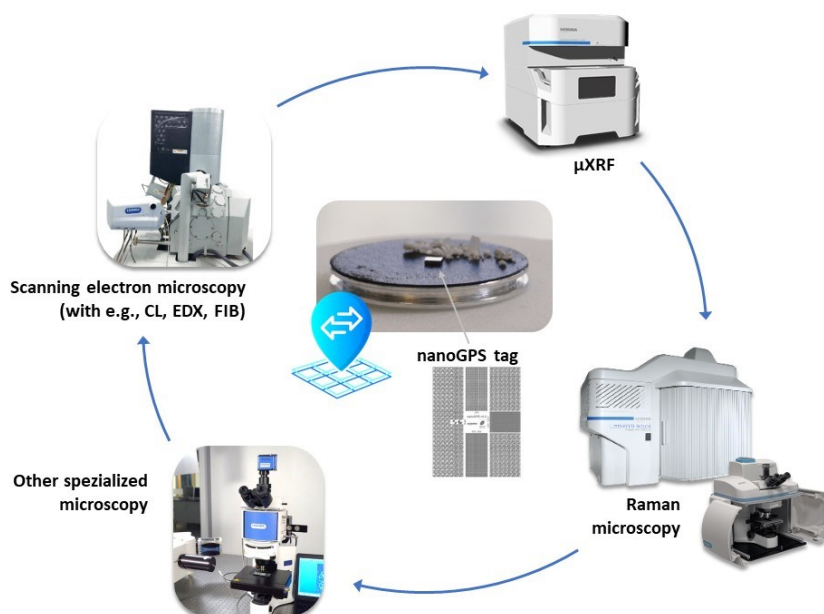 µXRF
Scanning electron microscopy
(with e.g., CL, EDX, FIB)
nanoGPS tag
Other spezialized
microscopy
Raman
microscopy